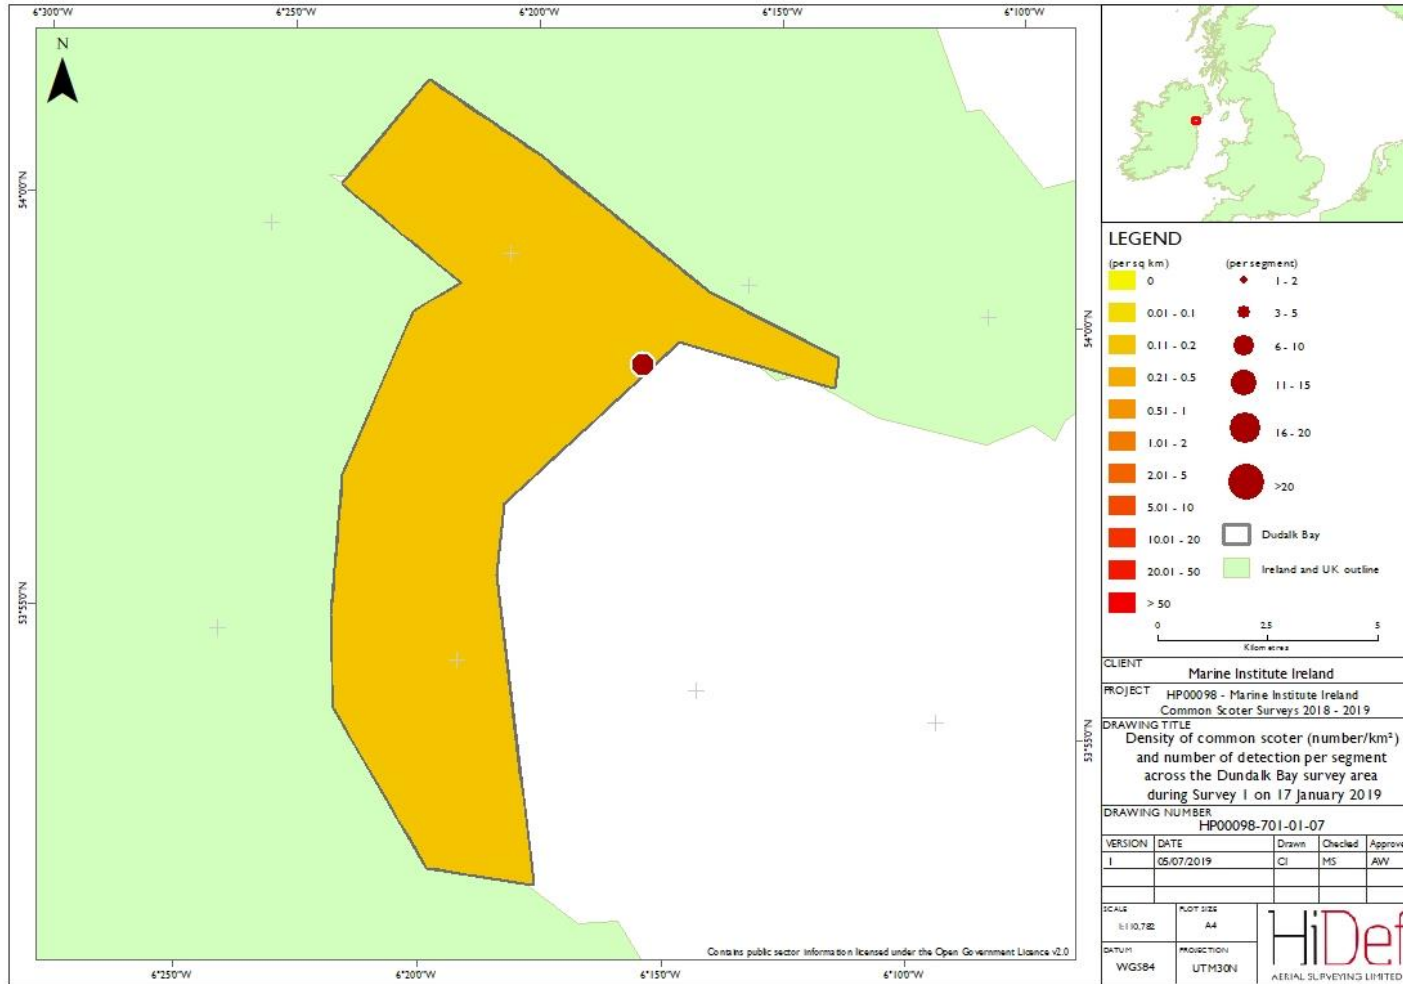 6°30'0"W
6°25'0"W
6°20'0"W
6°15'0"W
6°10'0"W
N
54°0'0"N
53°55'0"N
54°0'0"N
53°55'0"N
6°25'0"W
6°20'0"W
6°15'0"W
6°10'0"W
Contains public sector information licensed under the Open Government Licence v2.0
LEGEND
(per sq km)
0
0.01 - 0.1
0.11 - 0.2
0.21 - 0.5
0.51 - 1
1.01 - 2
2.01 - 5
5.01 - 10
10.01 - 20
20.01 - 50
> 50
(per segment)
1 - 2
3 - 5
6 - 10
11 - 15
16 - 20
>20
Dudalk Bay
Ireland and UK outline
0 2.5 5
Kilometres
CLIENT
Marine Institute Ireland
PROJECT
HP00098 - Marine Institute Ireland
Common Scoter Surveys 2018 - 2019
DRAWING TITLE
Density of common scoter (number/km²)
and number of detection per segment
across the Dundalk Bay survey area
during Survey 1 on 17 January 2019
DRAWING NUMBER
HP00098-701-01-07
VERSION DATE Drawn Checked Approve
1 05/07/2019 CI MS AW
SCALE PLOT SIZE
1:110,782 A4
DATUM PROJECTION
WGS84 UTM30N
HiDef
AERIAL SURVEYING LIMITED